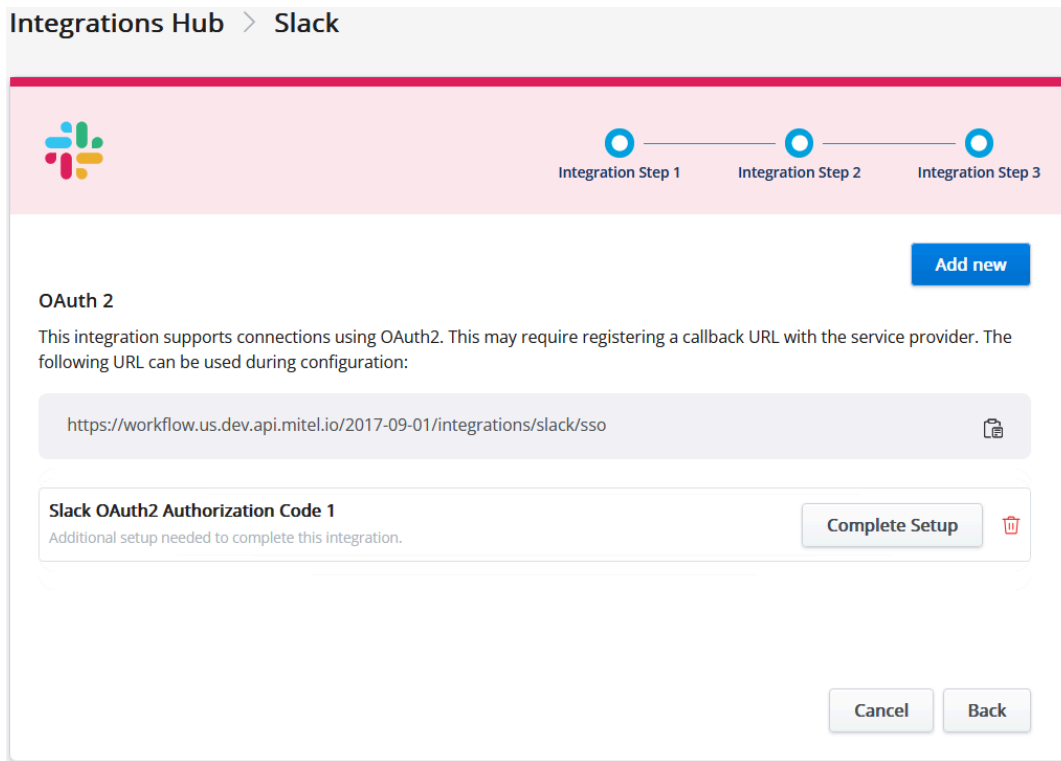 Integrations Hub > Slack
Integration Step 1
Integration Step 2
Integration Step 3
Add new
OAuth 2
This integration supports connections using OAuth2. This may require registering a callback URL with the service provider. The
following URL can be used during configuration:
https://workflow.us.dev.api.mitel.io/2017-09-01/integrations/slack/sso
Slack OAuth2 Authorization Code 1
Additional setup needed to complete this integration.
Complete Setup
Cancel
Back